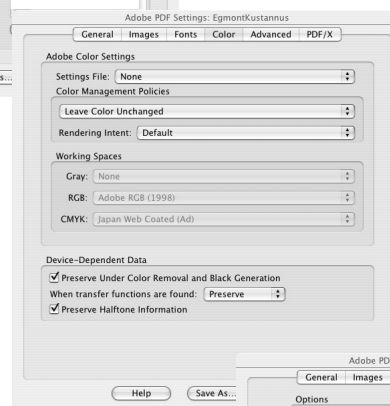 Adobe PDF Settings: EgmontKustannus
General Images Fonts Color Advanced PDF/X
Adobe Color Settings
Settings File: None
Color Management Policies
Leave Color Unchanged
Rendering Intent: Default
Working Spaces
Gray: None
RGB: Adobe RGB (1998)
CMYK: Japan Web Coated (Ad)
Device-Dependent Data
Preserve Under Color Removal and Black Generation
When transfer functions are found: Preserve
Preserve Halftone Information
Help Save As...
Adobe PD
General Images
Options